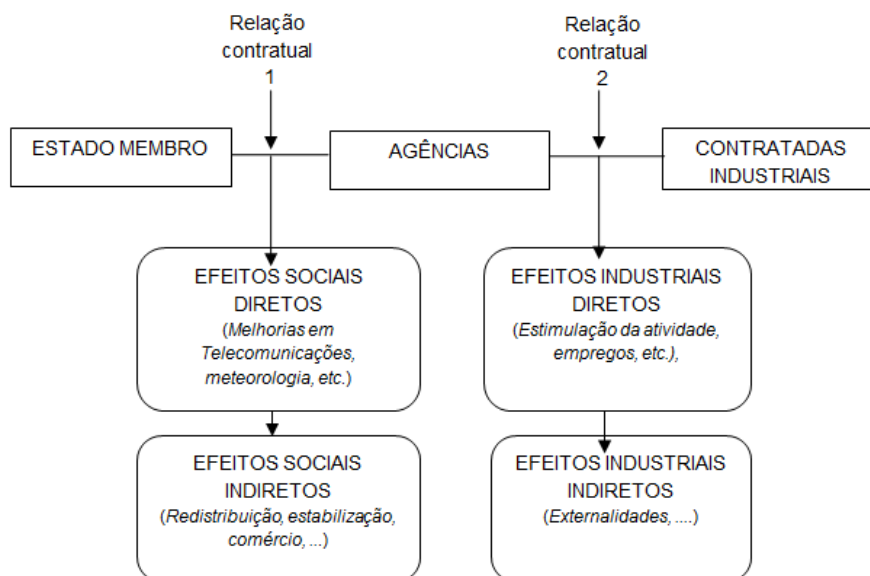 Relação
contratual
1
Relação
contratual
2
ESTADO MEMBRO
AGÊNCIAS
CONTRATADAS
INDUSTRIAIS
EFEITOS SOCIAIS
DIRETOS
(Melhorias em
Telecomunicações,
meteorologia, etc.)
EFEITOS INDUSTRIAIS
DIRETOS
(Estimulação da atividade,
empregos, etc.),
EFEITOS SOCIAIS
INDIRETOS
(Redistribuição, estabilização,
comércio, ...)
EFEITOS INDUSTRIAIS
INDIRETOS
(Externalidades, ....)